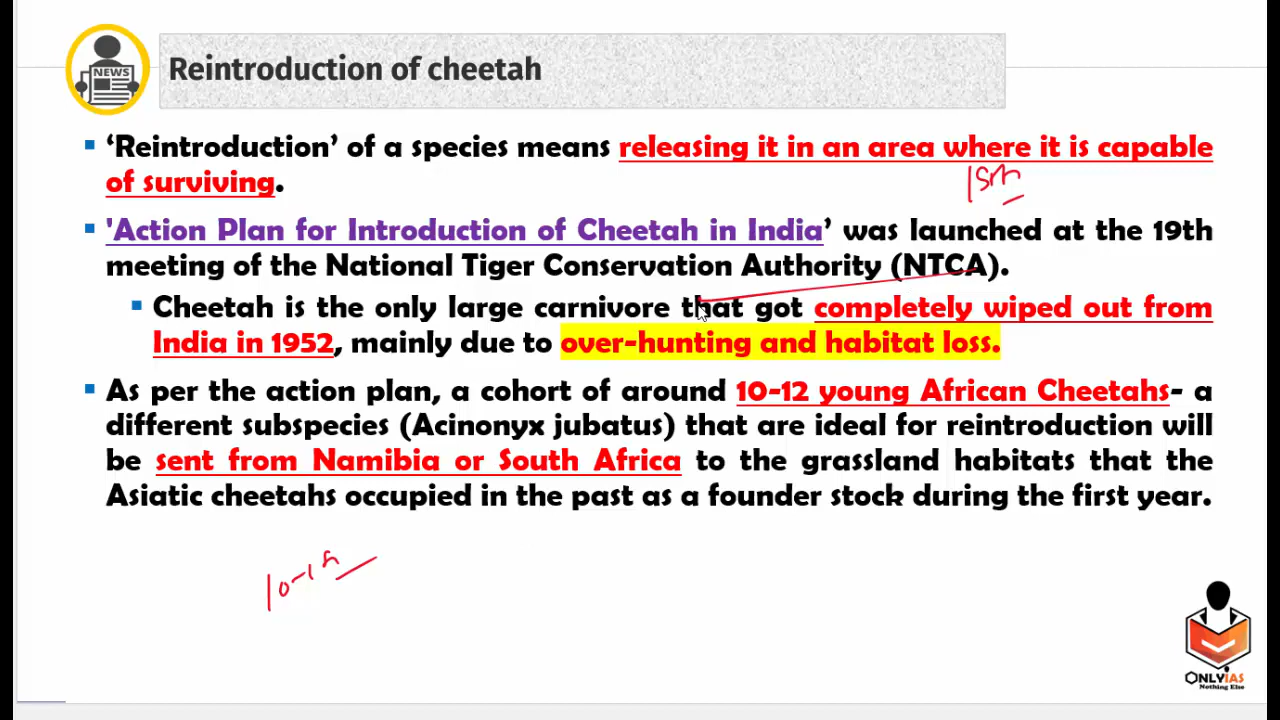 NEWS
Reintroduction of cheetah
‘Reintroduction’ of a species means releasing it in an area where it is capable
of surviving.
'Action Plan for Introduction of Cheetah in India’ was launched at the 19th
meeting of the National Tiger Conservation Authority (NTCA).
Cheetah is the only large carnivore that got completely wiped out from
India in 1952, mainly due to over-hunting and habitat loss.
As per the action plan, a cohort of around 10-12 young African Cheetahs- a
different subspecies (Acinonyx jubatus) that are ideal for reintroduction will
be sent from Namibia or South Africa to the grassland habitats that the
Asiatic cheetahs occupied in the past as a founder stock during the first year.
ONLYIAS
Nothing Else